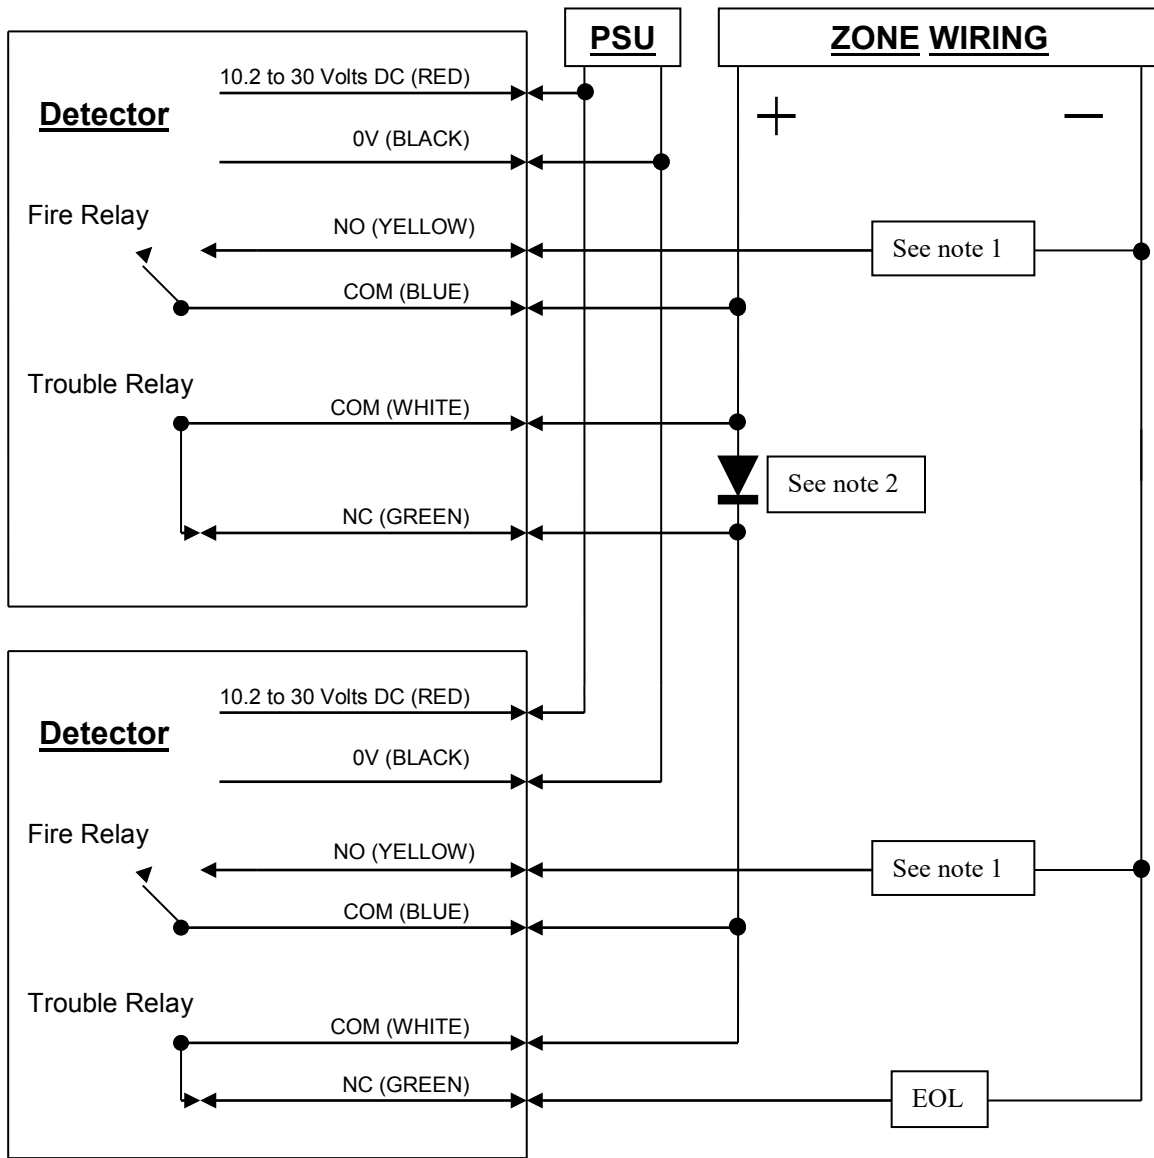 PSU
ZONE WIRING
+
−
Detector
10.2 to 30 Volts DC (RED)
0V (BLACK)
Fire Relay
NO (YELLOW)
See note 1
COM (BLUE)
Trouble Relay
COM (WHITE)
See note 2
NC (GREEN)
Detector
10.2 to 30 Volts DC (RED)
0V (BLACK)
Fire Relay
NO (YELLOW)
See note 1
COM (BLUE)
Trouble Relay
COM (WHITE)
NC (GREEN)
EOL